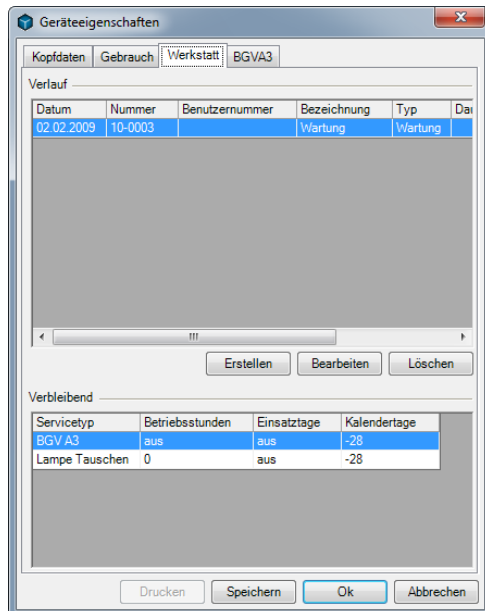 Geräteeigenschaften
Kopfdaten Gebrauch Werkstatt BGVA3
Verlauf
Datum Nummer Benutzernummer Bezeichnung Typ
02.02.2009 10-0003 Wartung Wartung
Erstellen Bearbeiten Löschen
Verbleibend
Servicetyp Betriebsstunden Einsatztage Kalendertage
BGV A3 aus aus -28
Lampe Tauschen 0 aus -28
Drucken Speichern Ok Abbrechen